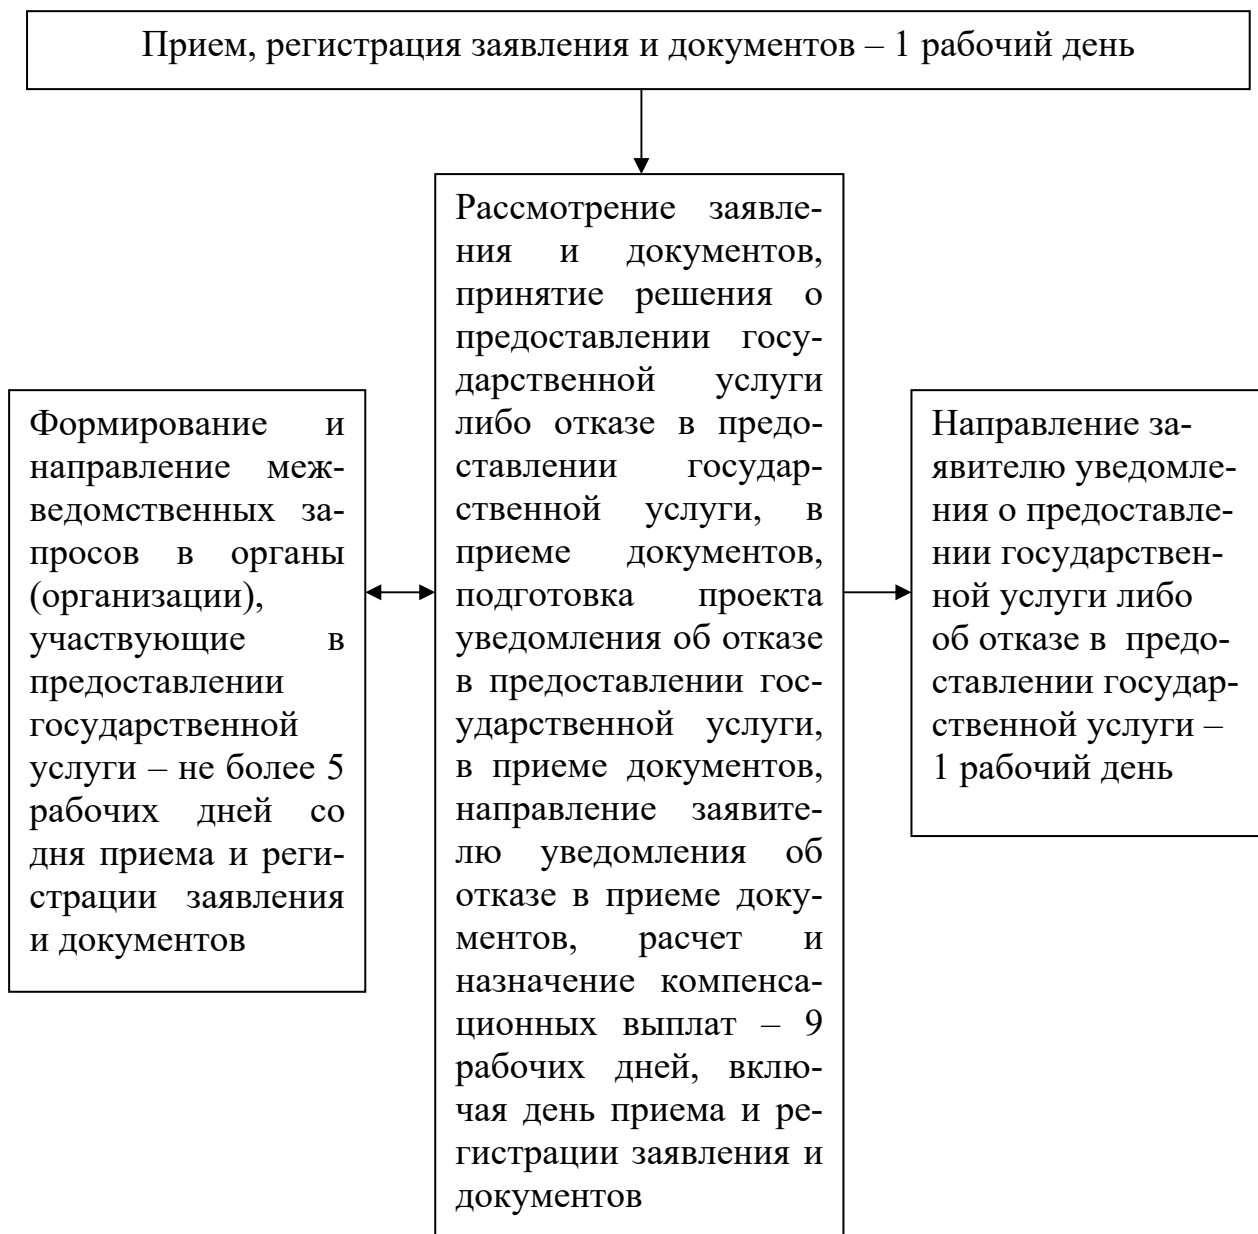 Прием, регистрация заявления и документов – 1 рабочий день
Рассмотрение заявле-
ния и документов,
принятие решения о
предоставлении госу-
дарственной услуги
либо отказе в предо-
ставлении государ-
ственной услуги, в
приеме документов,
подготовка проекта
уведомления об отказе
в предоставлении гос-
ударственной услуги,
в приеме документов,
направление заявите-
лю уведомления об
отказе в приеме доку-
ментов, расчет и
назначение компенса-
ционных выплат – 9
рабочих дней, вклю-
чая день приема и ре-
гистрации заявления и
документов
Формирование и
направление меж-
ведомственных за-
просов в органы
(организации),
участвующие в
предоставлении
государственной
услуги – не более 5
рабочих дней со
дня приема и реги-
страции заявления
и документов
Направление за-
явителю уведомле-
ния о предоставле-
нии государствен-
ной услуги либо
об отказе в  предо-
ставлении государ-
ственной услуги –
1 рабочий день